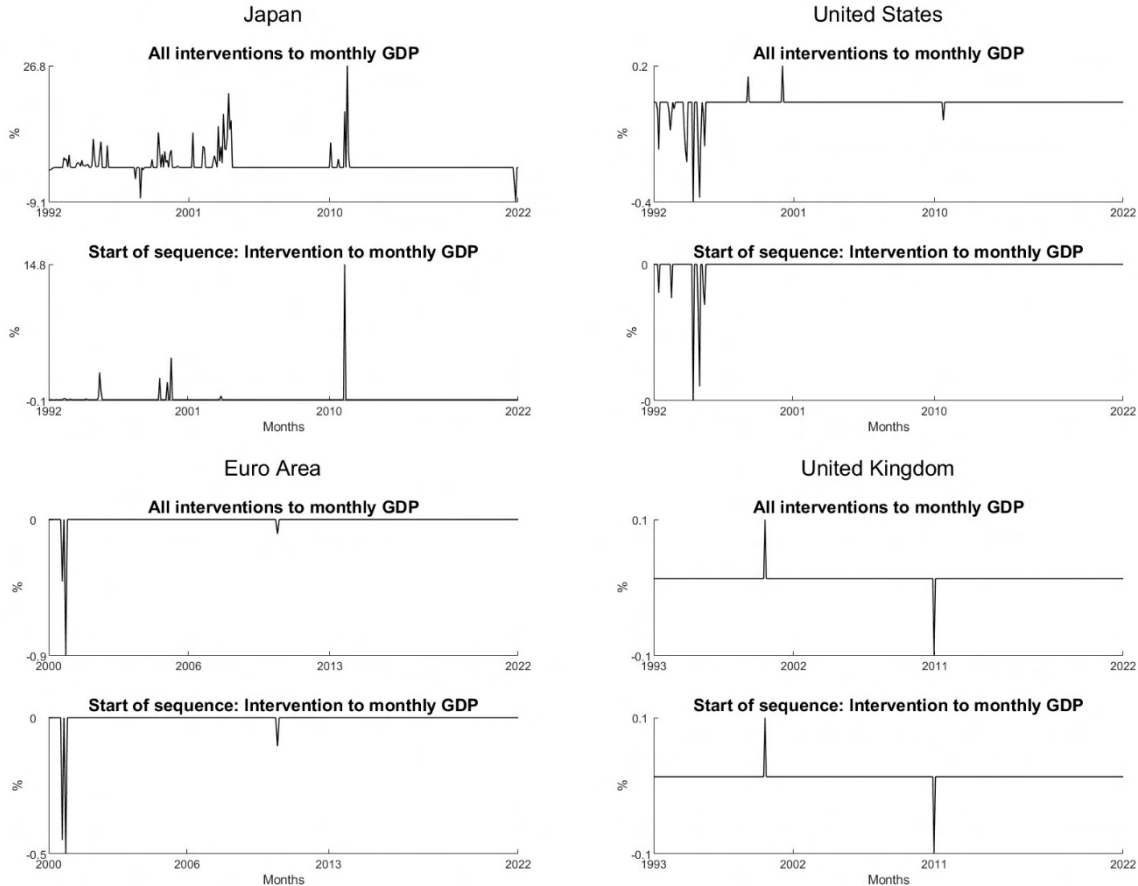 Japan
All interventions to monthly GDP
26.8
%
-9.1
1992 2001 2010 2022
Start of sequence: Intervention to monthly GDP
14.8
%
-0.1
1992 2001 2010 2022
Months
United States
All interventions to monthly GDP
0.2
%
-0.4
1992 2001 2010 2022
Start of sequence: Intervention to monthly GDP
0
%
-0
1992 2001 2010 2022
Months
Euro Area
All interventions to monthly GDP
0
%
-0.9
2000 2006 2013 2022
Start of sequence: Intervention to monthly GDP
0
%
-0.5
2000 2006 2013 2022
Months
United Kingdom
All interventions to monthly GDP
0.1
%
-0.1
1993 2002 2011 2022
Start of sequence: Intervention to monthly GDP
0.1
%
-0.1
1993 2002 2011 2022
Months